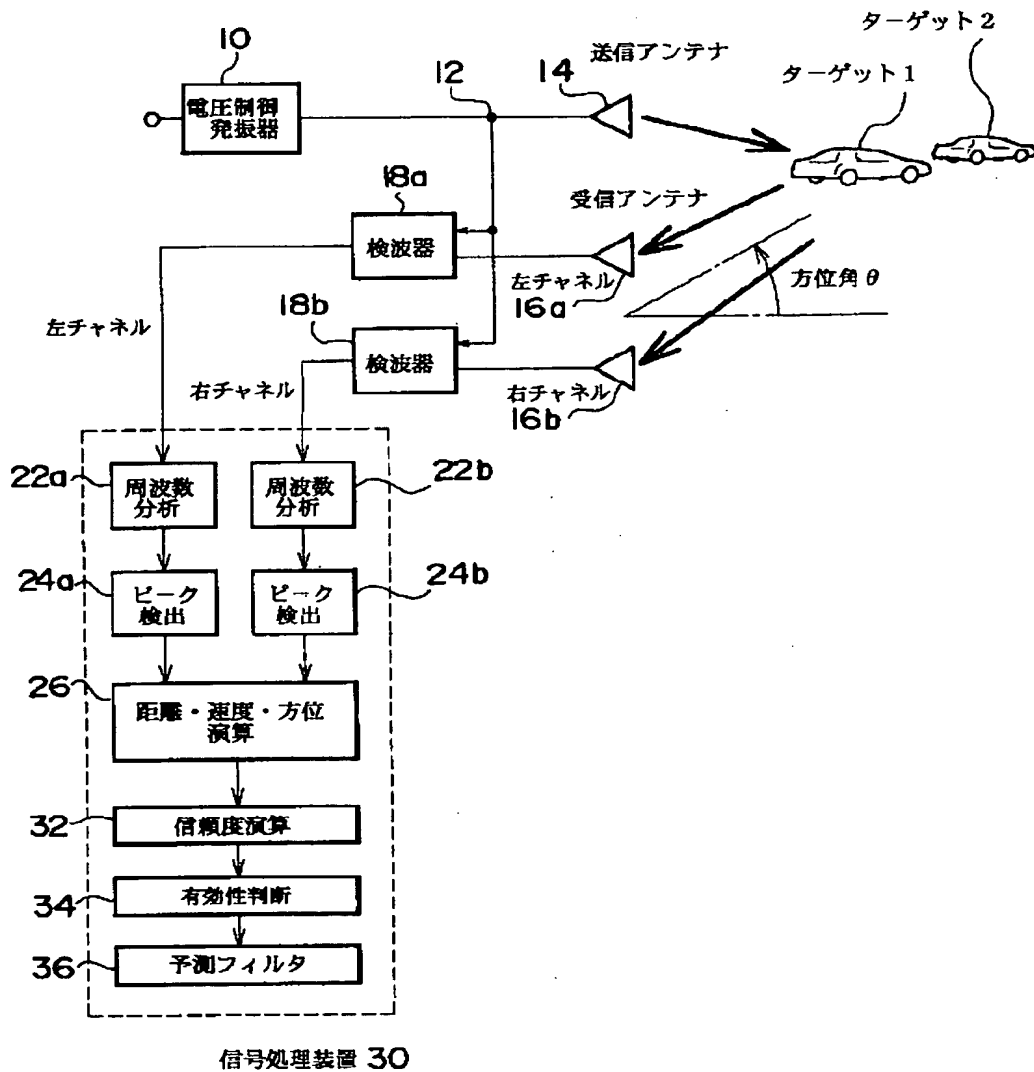 ターゲット2
ターゲット1
送信アンテナ
10
12
14
電圧制御
発振器
18a
受信アンテナ
検波器
左チャネル
16a
方位角θ
18b
左チャネル
検波器
右チャネル
右チャネル
16b
22a
周波数
分析
周波数
分析
22b
24a
ピーク
検出
ピーク
検出
24b
26
距離・速度・方位
演算
32
信頼度演算
34
有効性判断
36
予測フィルタ
信号処理装置 30